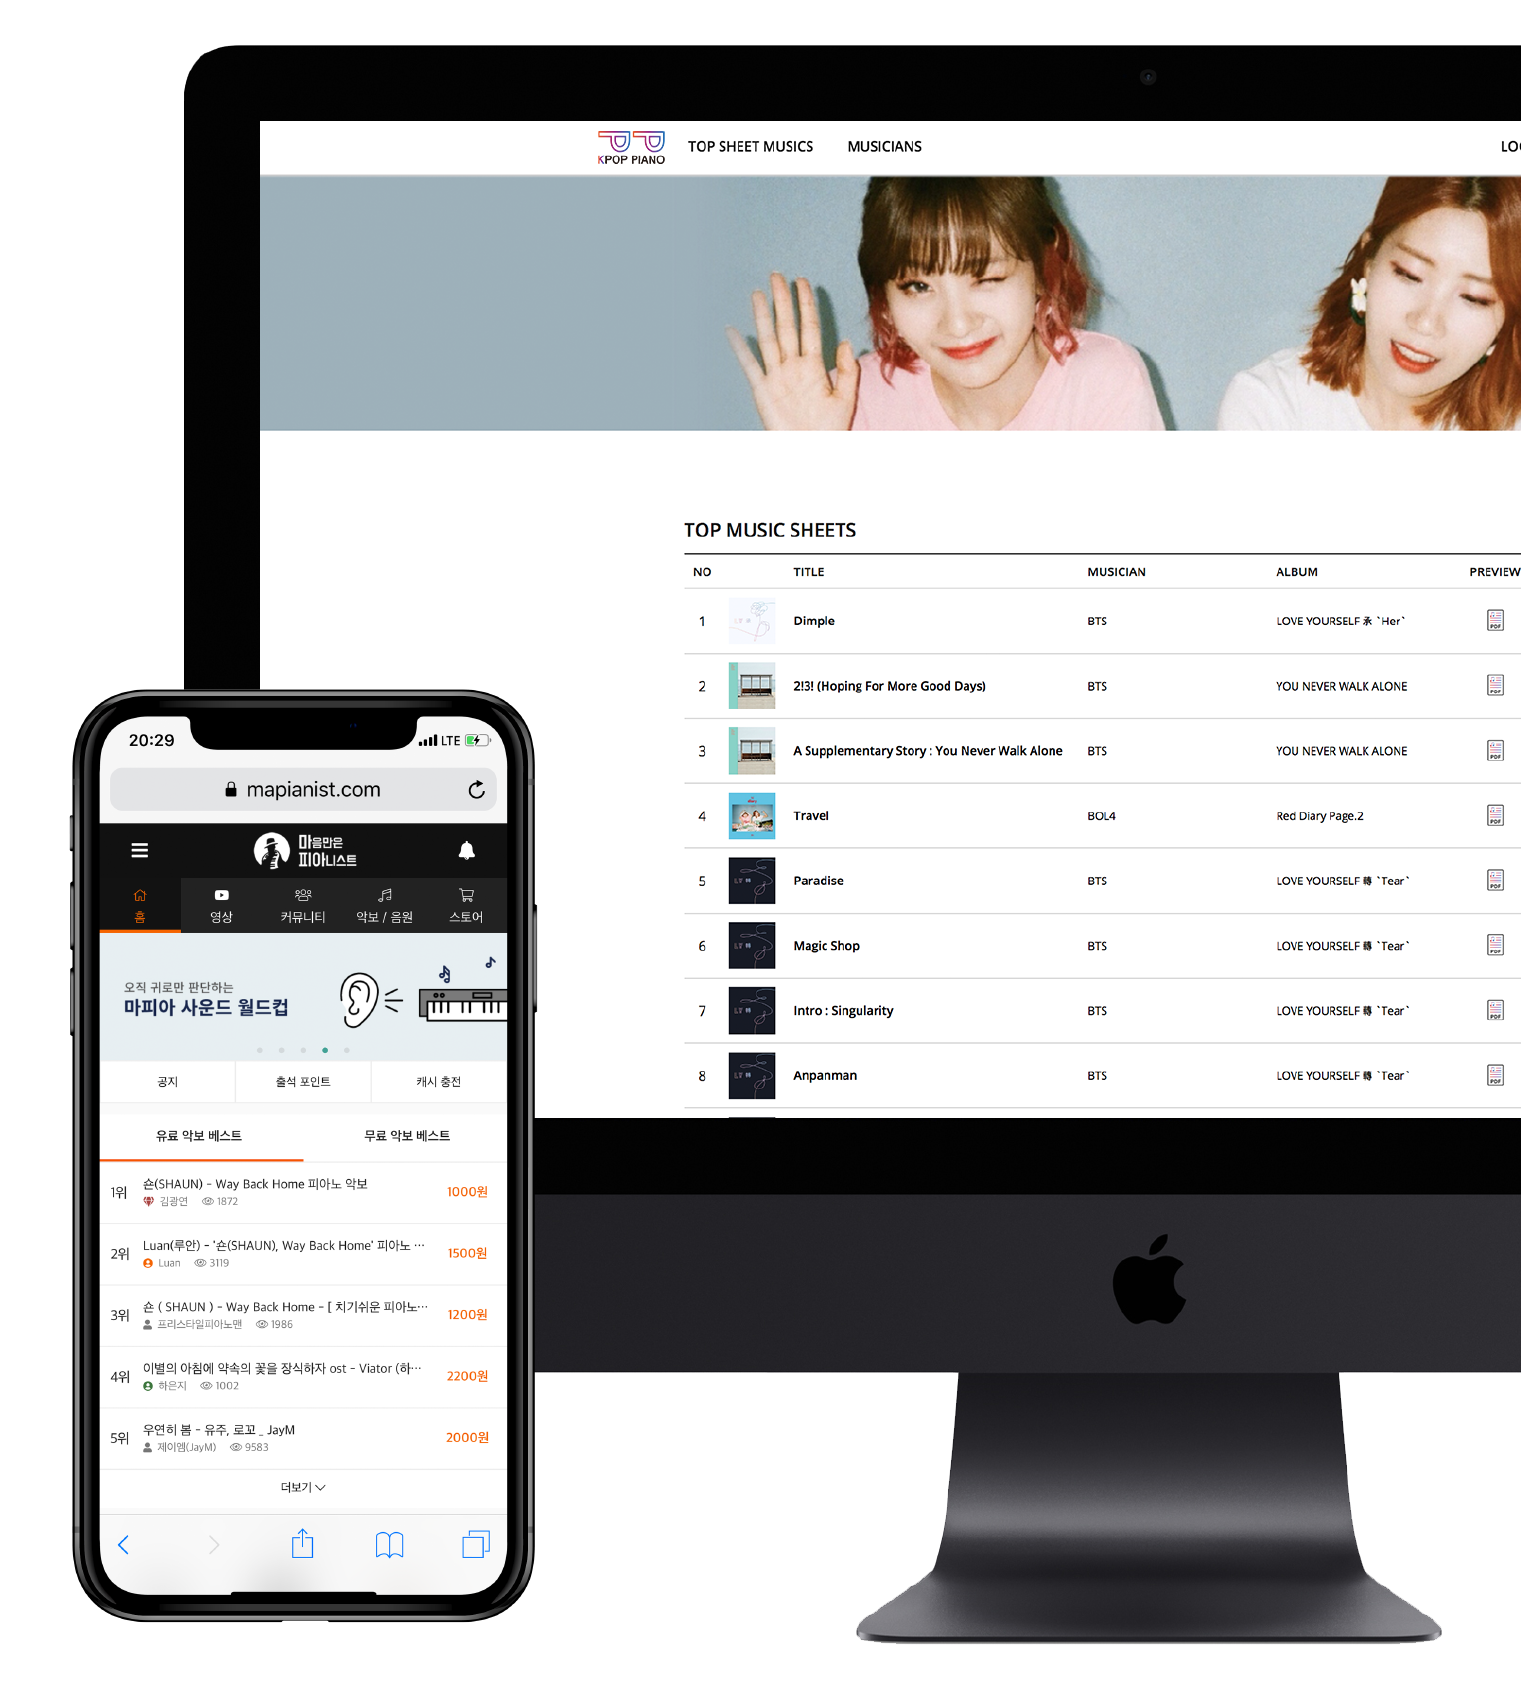 KPOP PIANO
TOP SHEET MUSICS MUSICIANS LO
TOP MUSIC SHEETS
NO TITLE MUSICIAN ALBUM PREVIEW
1 Dimple BTS LOVE YOURSELF 承 `Her` PDF
2 2!3! (Hoping For More Good Days) BTS YOU NEVER WALK ALONE PDF
3 A Supplementary Story : You Never Walk Alone BTS YOU NEVER WALK ALONE PDF
4 Travel BOL4 Red Diary Page.2 PDF
5 Paradise BTS LOVE YOURSELF 轉 `Tear` PDF
6 Magic Shop BTS LOVE YOURSELF 轉 `Tear` PDF
7 Intro : Singularity BTS LOVE YOURSELF 轉 `Tear` PDF
8 Anpanman BTS LOVE YOURSELF 轉 `Tear` PDF
20:29 LTE
mapianist.com
마음만은
피아니스트
홈 영상 커뮤니티 악보 / 음원 스토어
오직 귀로만 판단하는
마피아 사운드 월드컵
공지 출석 포인트 캐시 충전
유료 악보 베스트 무료 악보 베스트
1위 숀(SHAUN) - Way Back Home 피아노 악보 1000원
김광연 1872
2위 Luan(루안) - '숀(SHAUN), Way Back Home' 피아노 ··· 1500원
Luan 3119
3위 숀 ( SHAUN ) - Way Back Home - [ 치기쉬운 피아노··· 1200원
프리스타일피아노맨 1986
4위 이별의 아침에 약속의 꽃을 장식하자 ost - Viator (하··· 2200원
하은지 1002
5위 우연히 봄 - 유주, 로꼬 _ JayM 2000원
제이엠(JayM) 9583
더보기